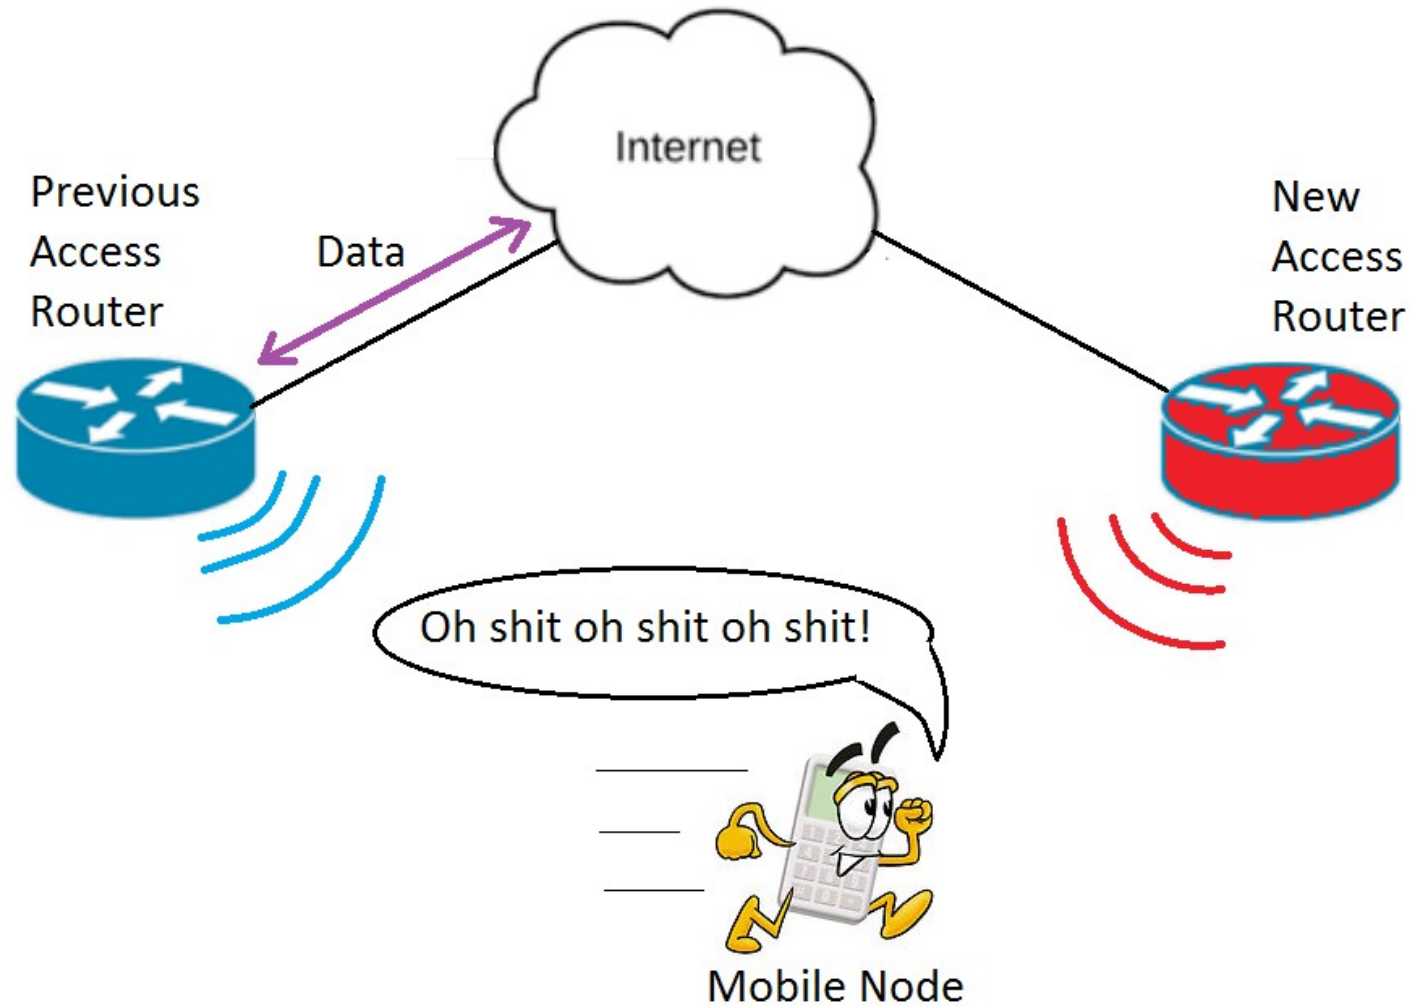 Internet
Previous
Access
Router
Data
New
Access
Router
Oh shit oh shit oh shit!
Mobile Node